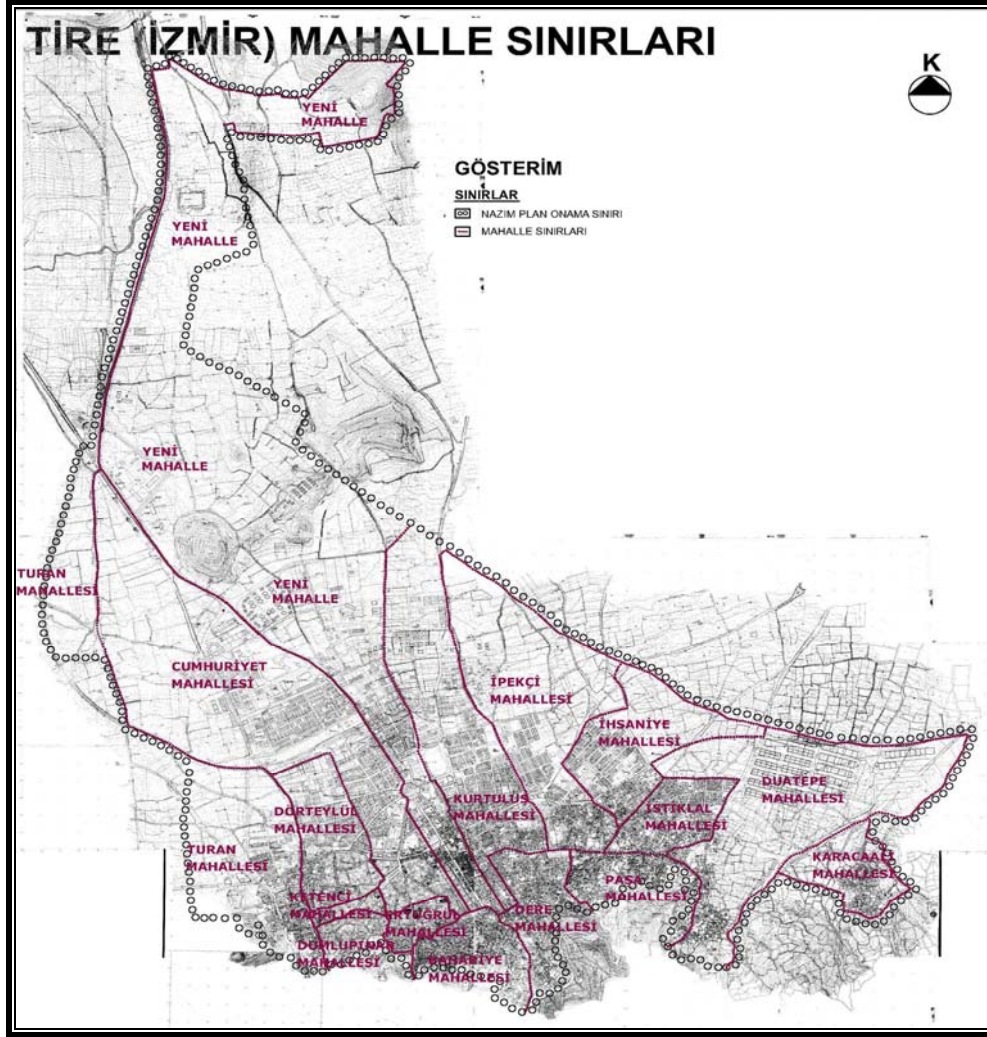 TİRE (İZMİR) MAHALLE SINIRLARI
K
YENİ
MAHALLE
GÖSTERİM
SINIRLAR
NAZIM PLAN ONAMA SINIRI
MAHALLE SINIRLARI
YENİ
MAHALLE
YENİ
MAHALLE
TURAN
MAHALLESİ
YENİ
MAHALLE
CUMHURİYET
MAHALLESİ
İPEKÇİ
MAHALLESİ
İHSANİYE
MAHALLESİ
DUATEPE
MAHALLESİ
DÖRTEYLÜL
MAHALLESİ
KURTULUŞ
MAHALLESİ
İSTİKLAL
MAHALLESİ
TURAN
MAHALLESİ
KARACAALİ
MAHALLESİ
PAŞA
MAHALLESİ
KETENCİ
MAHALLESİ
ERTUĞRUL
MAHALLESİ
DERE
MAHALLESİ
DUMLUPINAR
MAHALLESİ
BAHARİYE
MAHALLESİ